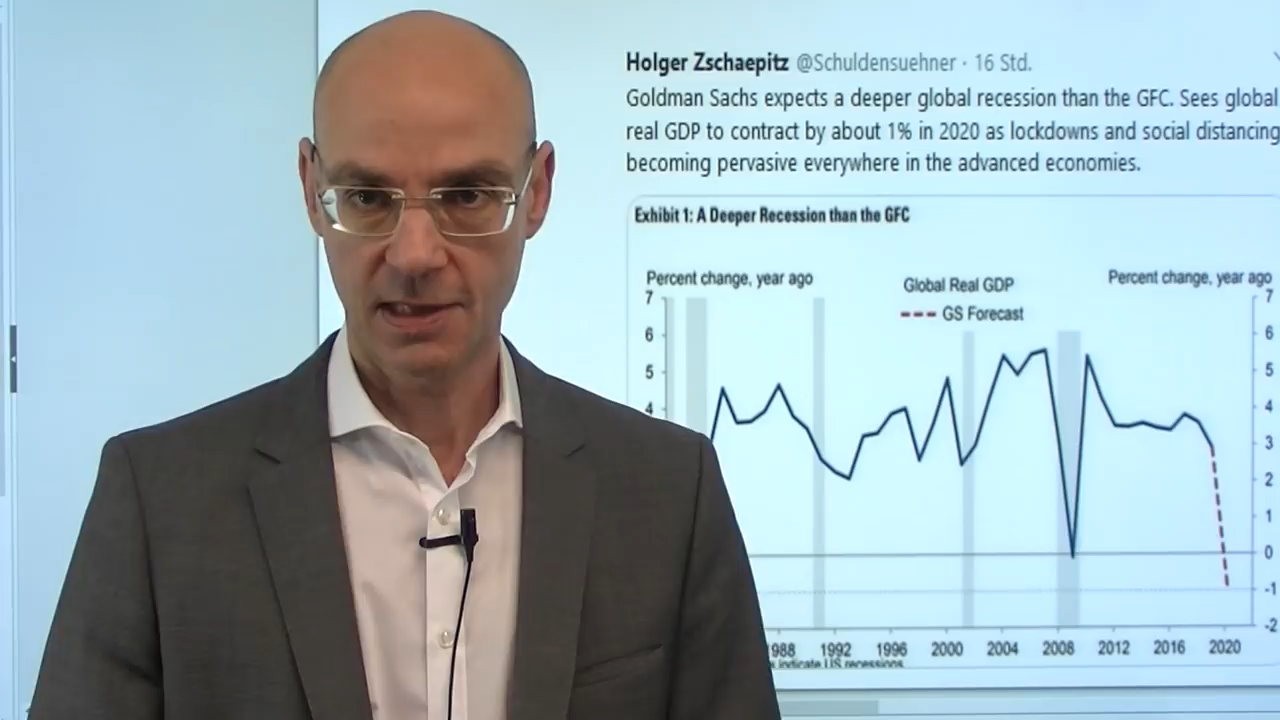 Holger Zschaepitz @Schuldensuehner · 16 Std.
Goldman Sachs expects a deeper global recession than the GFC. Sees global
real GDP to contract by about 1% in 2020 as lockdowns and social distancing
becoming pervasive everywhere in the advanced economies.
Exhibit 1: A Deeper Recession than the GFC
Percent change, year ago
Global Real GDP
Percent change, year ago
GS Forecast
7
6
5
4
7
6
5
4
3
2
1
0
-1
-2
988 1992 1996 2000 2004 2008 2012 2016 2020
indicate US recessions